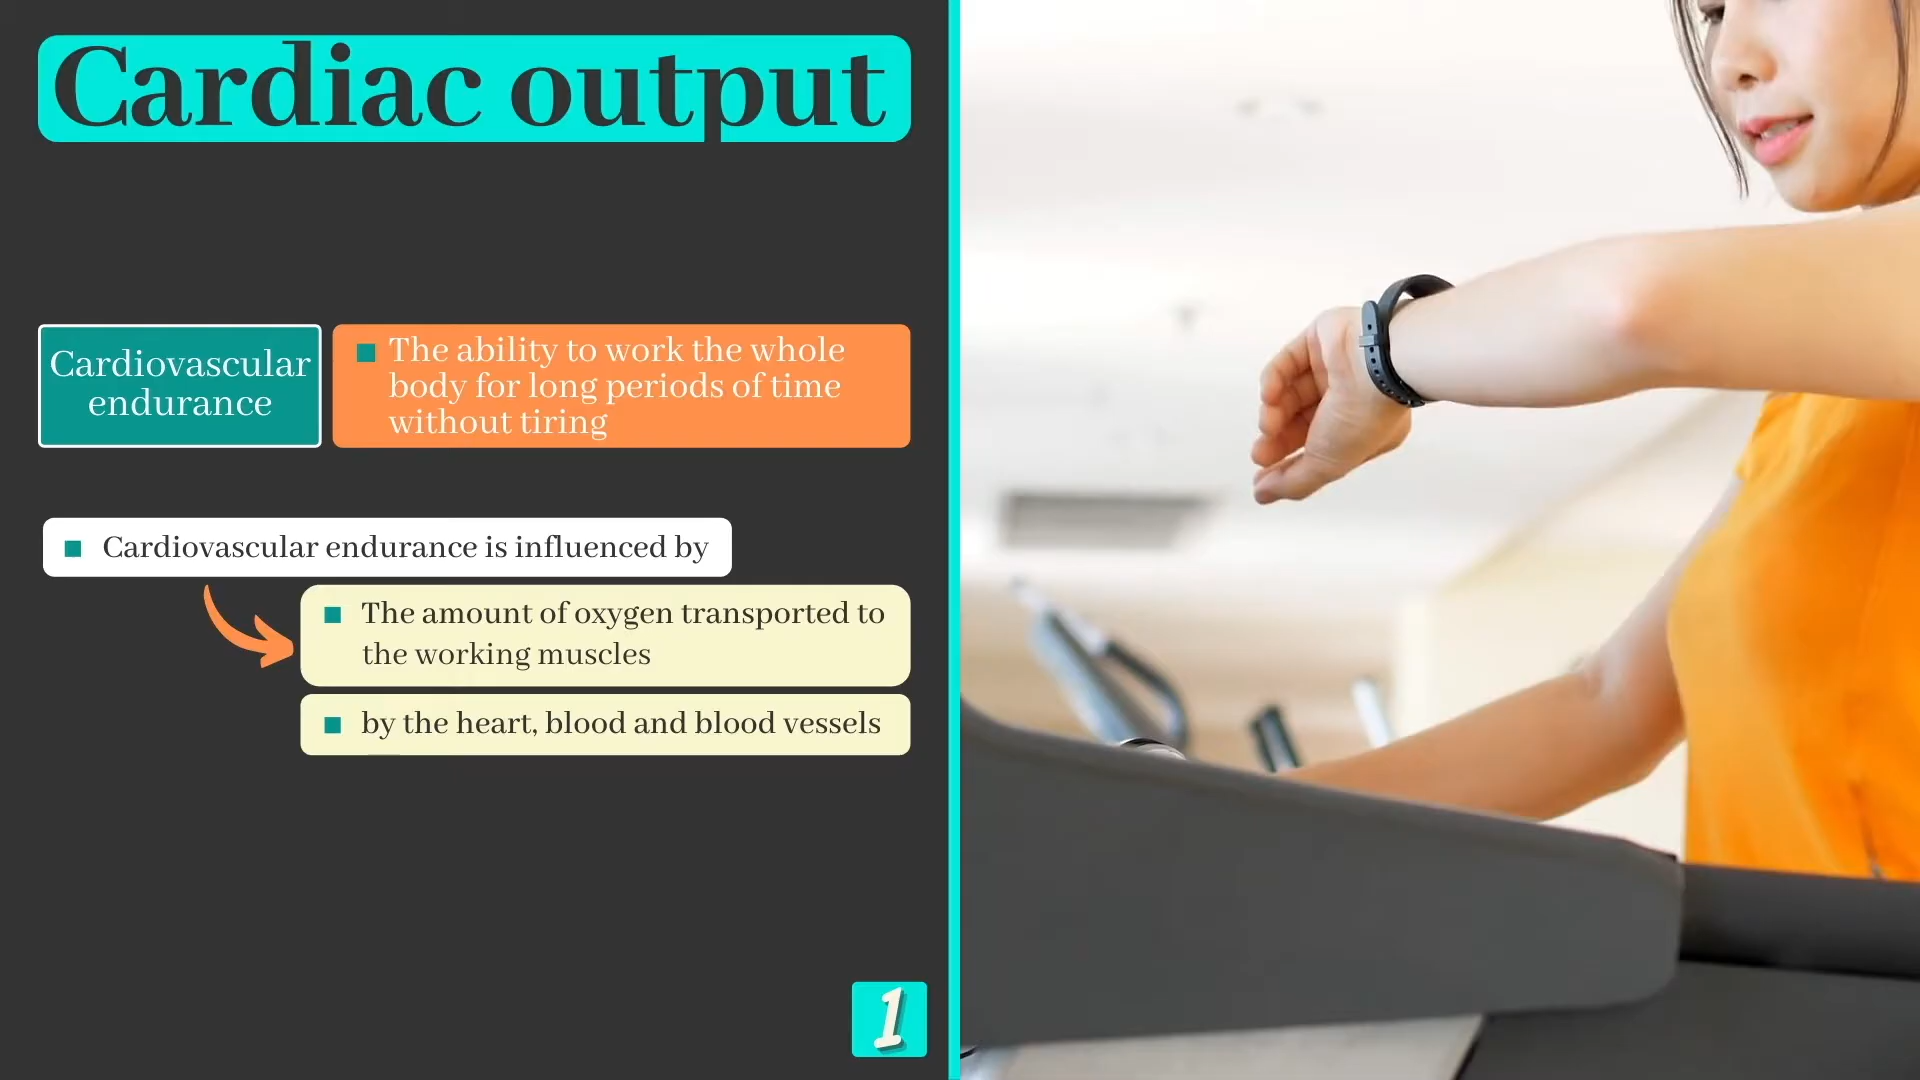 Cardiac output
Cardiovascular
endurance
The ability to work the whole
body for long periods of time
without tiring
Cardiovascular endurance is influenced by
The amount of oxygen transported to
the working muscles
by the heart, blood and blood vessels
1